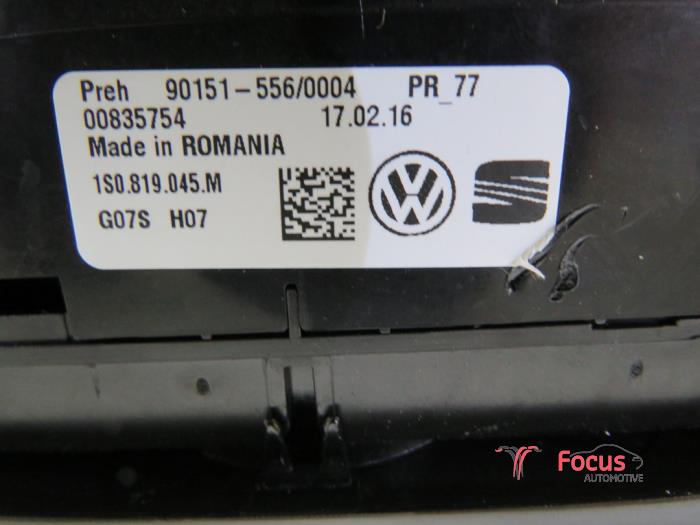 Preh 90151-556/0004 PR_77
00835754 17.02.16
Made in ROMANIA
1S0.819.045.M
G07S H07
Focus
AUTOMOTIVE